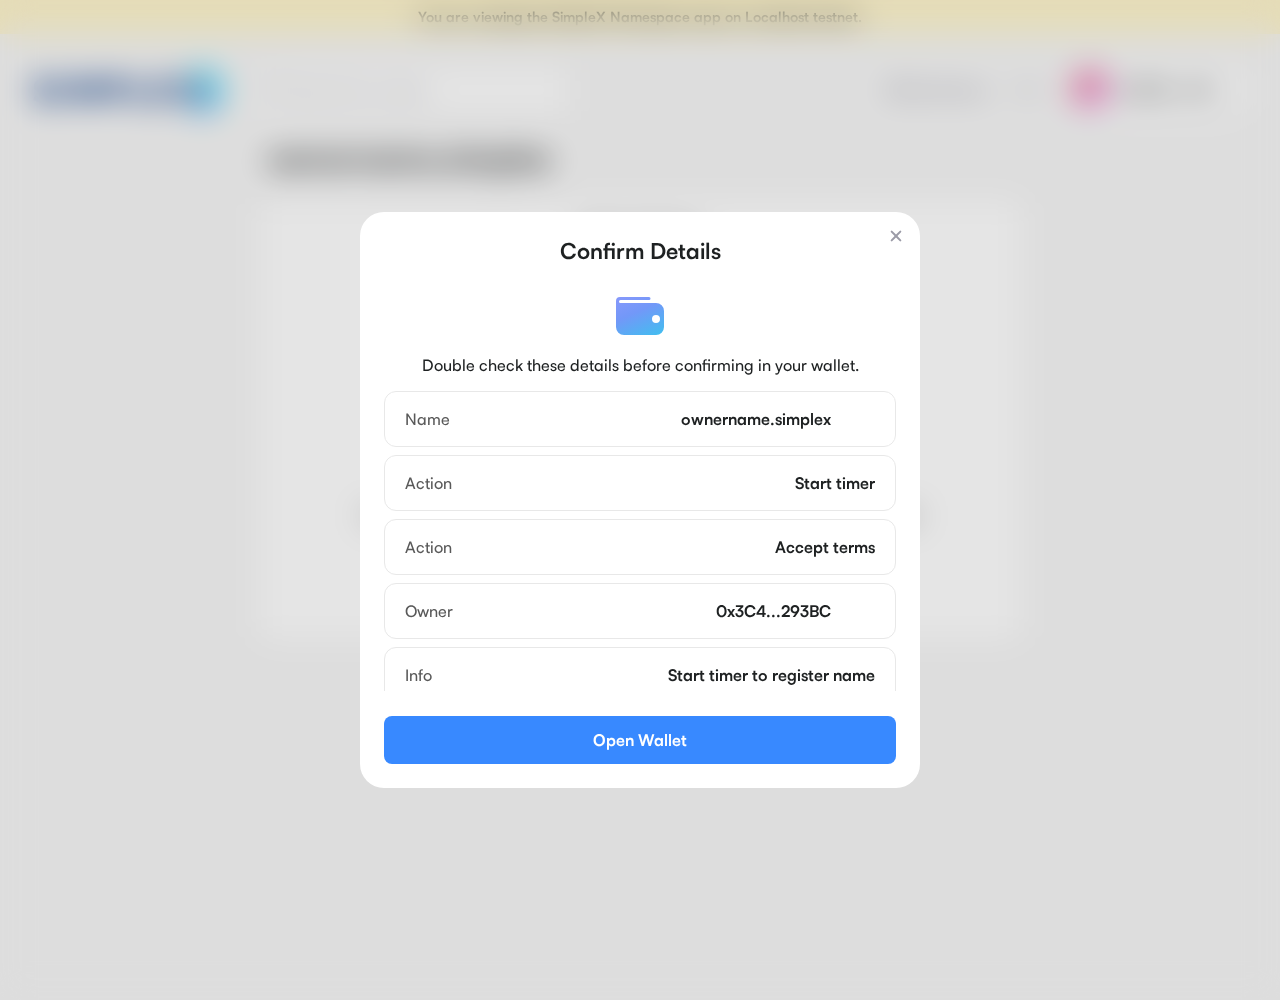 You are viewing the SimpleX Namespace app on Localhost testnet.
Confirm Details
Double check these details before confirming in your wallet.
Name ownername.simplex
Action Start timer
Action Accept terms
Owner 0x3C4...293BC
Info Start timer to register name
Open Wallet